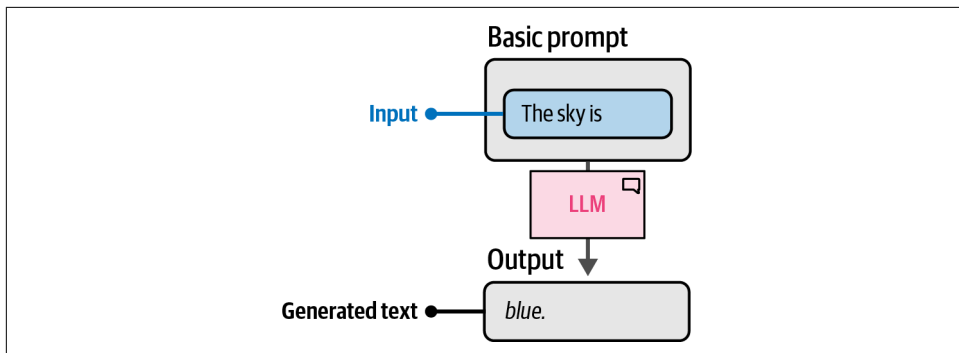 Basic prompt
Input
The sky is
LLM
Output
Generated text
blue.